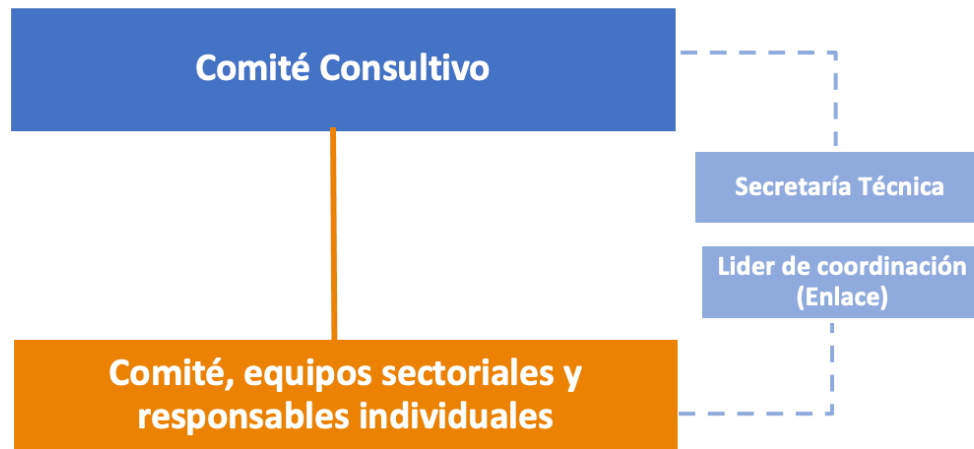 Comité Consultivo
Secretaría Técnica
Lider de coordinación
(Enlace)
Comité, equipos sectoriales y
responsables individuales